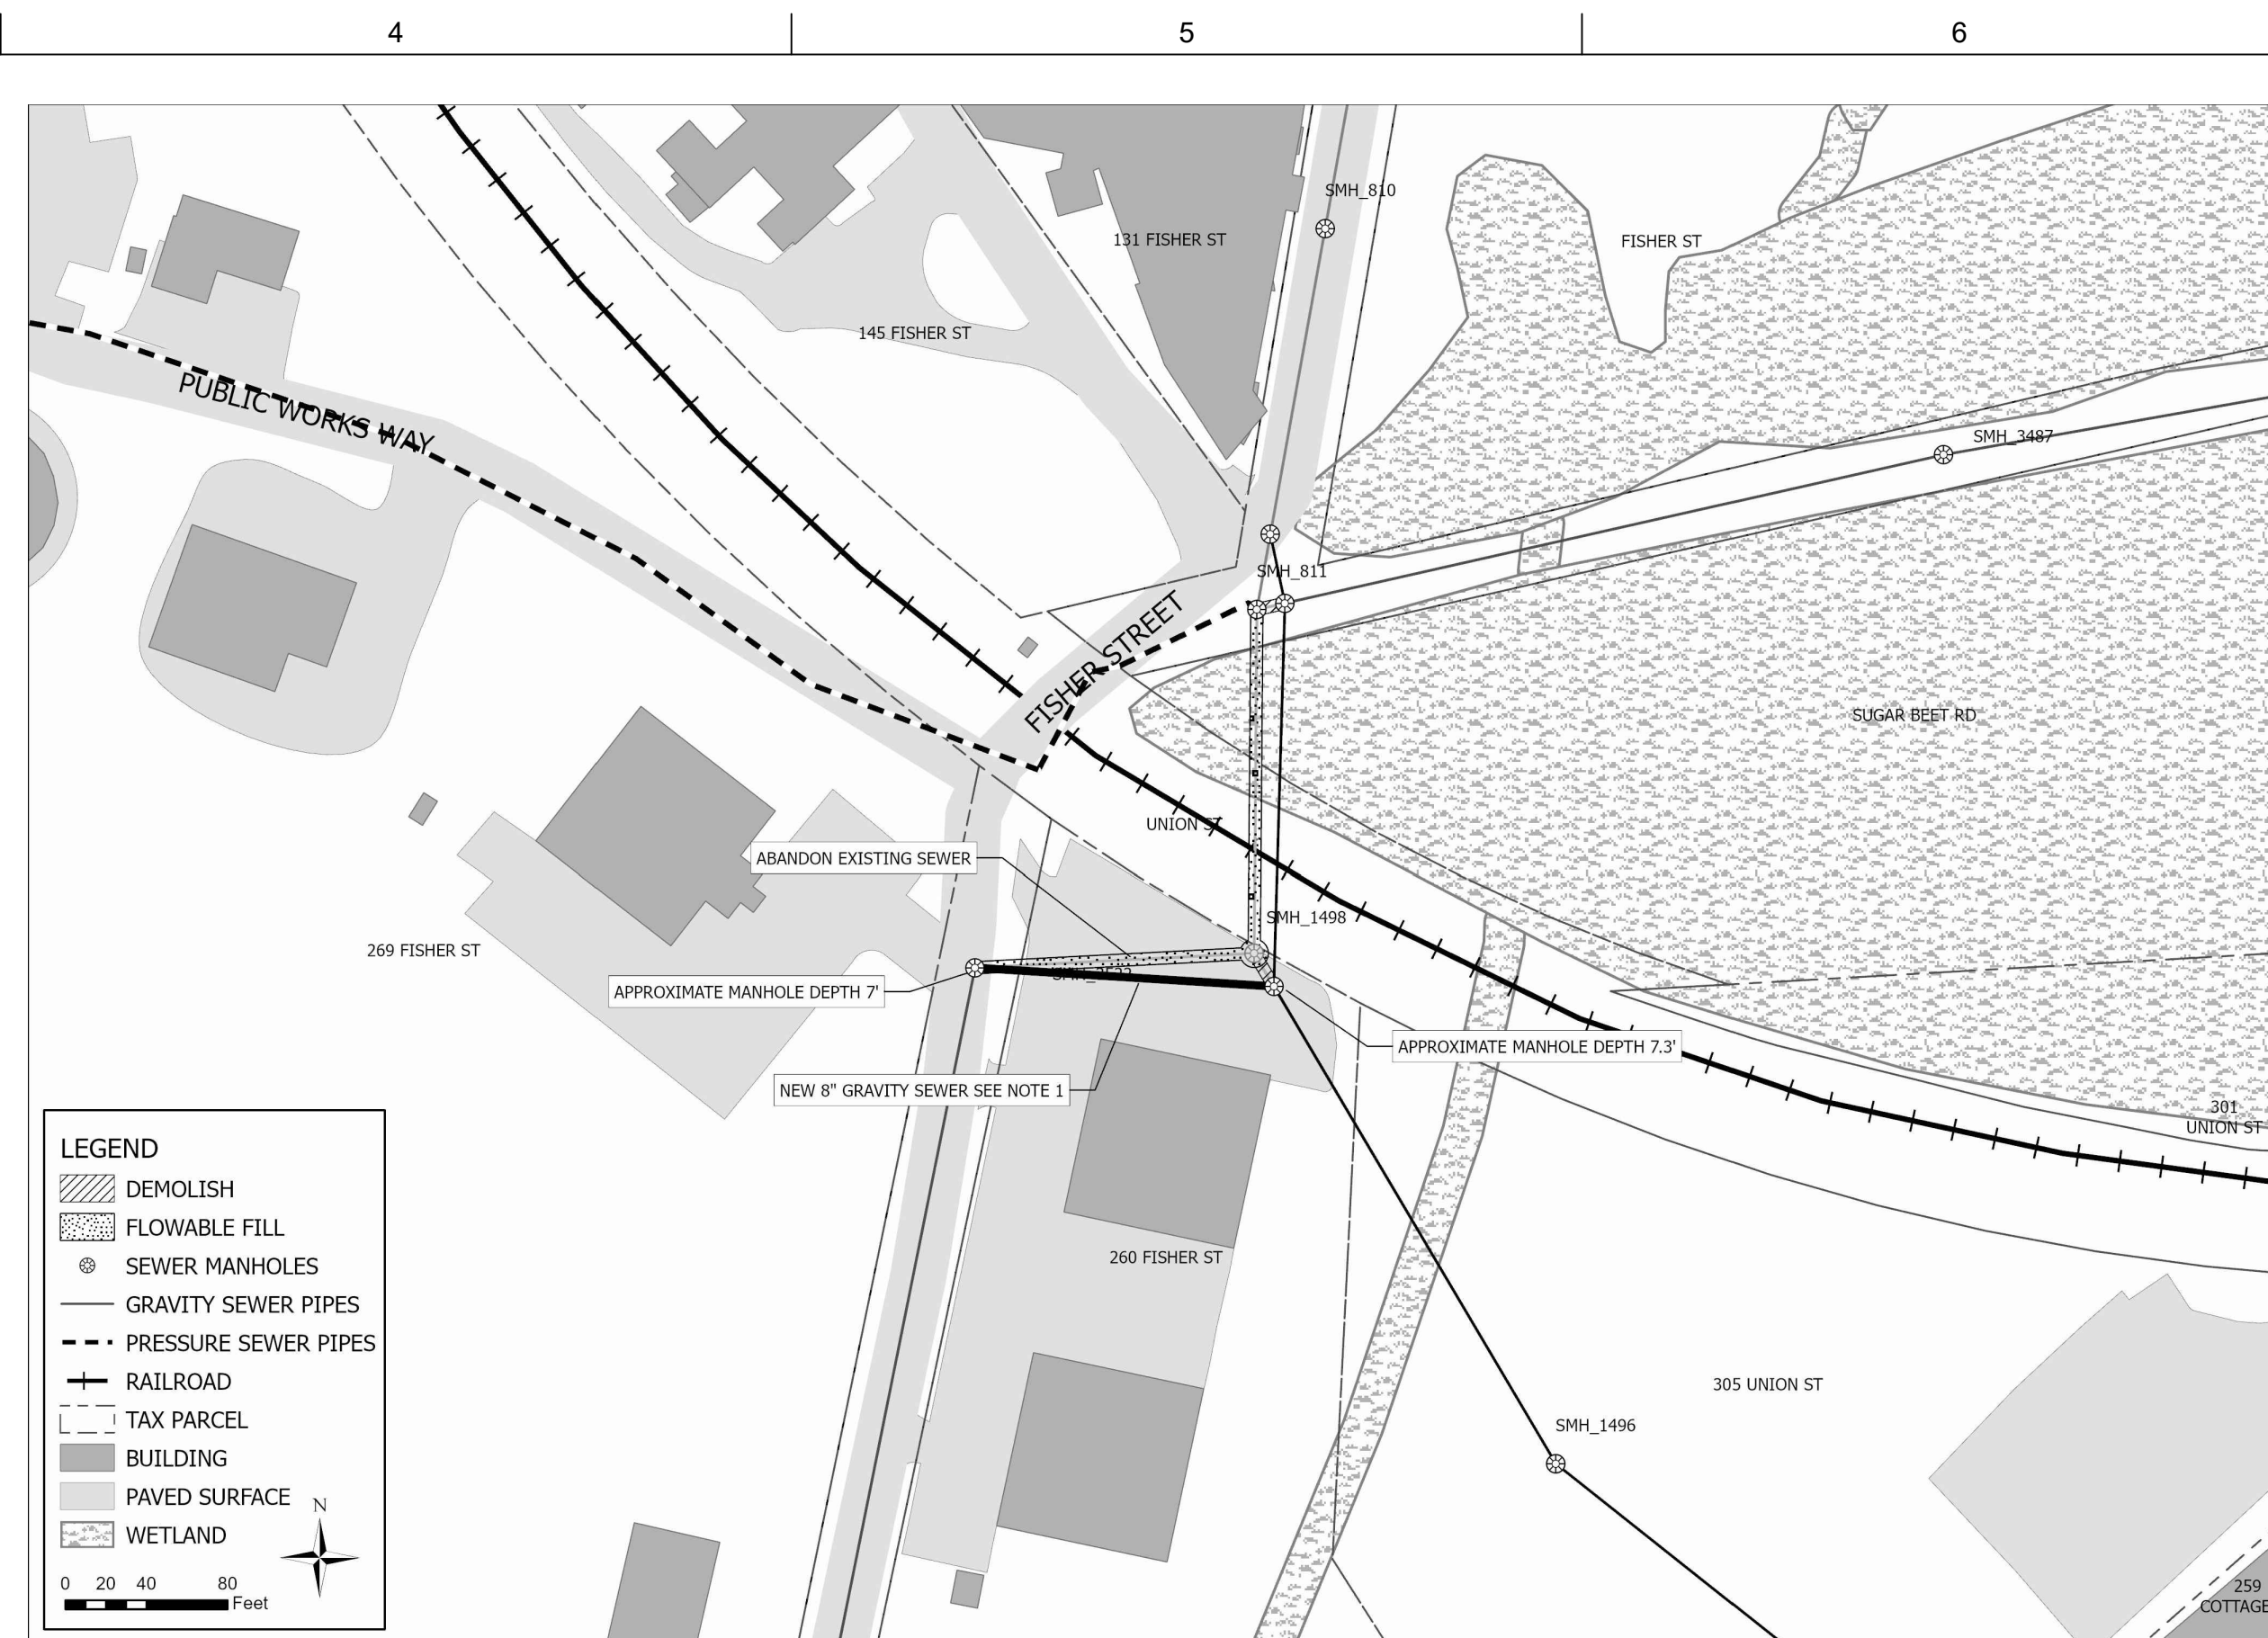 4
5
6
SMH_810
131 FISHER ST
FISHER ST
145 FISHER ST
PUBLIC WORKS WAY
SMH_3487
SMH_811
FISHER STREET
SUGAR BEET RD
UNION ST
ABANDON EXISTING SEWER
SMH_1498
269 FISHER ST
APPROXIMATE MANHOLE DEPTH 7'
APPROXIMATE MANHOLE DEPTH 7.3'
NEW 8" GRAVITY SEWER SEE NOTE 1
301
UNION ST
260 FISHER ST
305 UNION ST
SMH_1496
259
COTTAGE
LEGEND
DEMOLISH
FLOWABLE FILL
SEWER MANHOLES
GRAVITY SEWER PIPES
PRESSURE SEWER PIPES
RAILROAD
TAX PARCEL
BUILDING
PAVED SURFACE
WETLAND
N
0 20 40 80
Feet